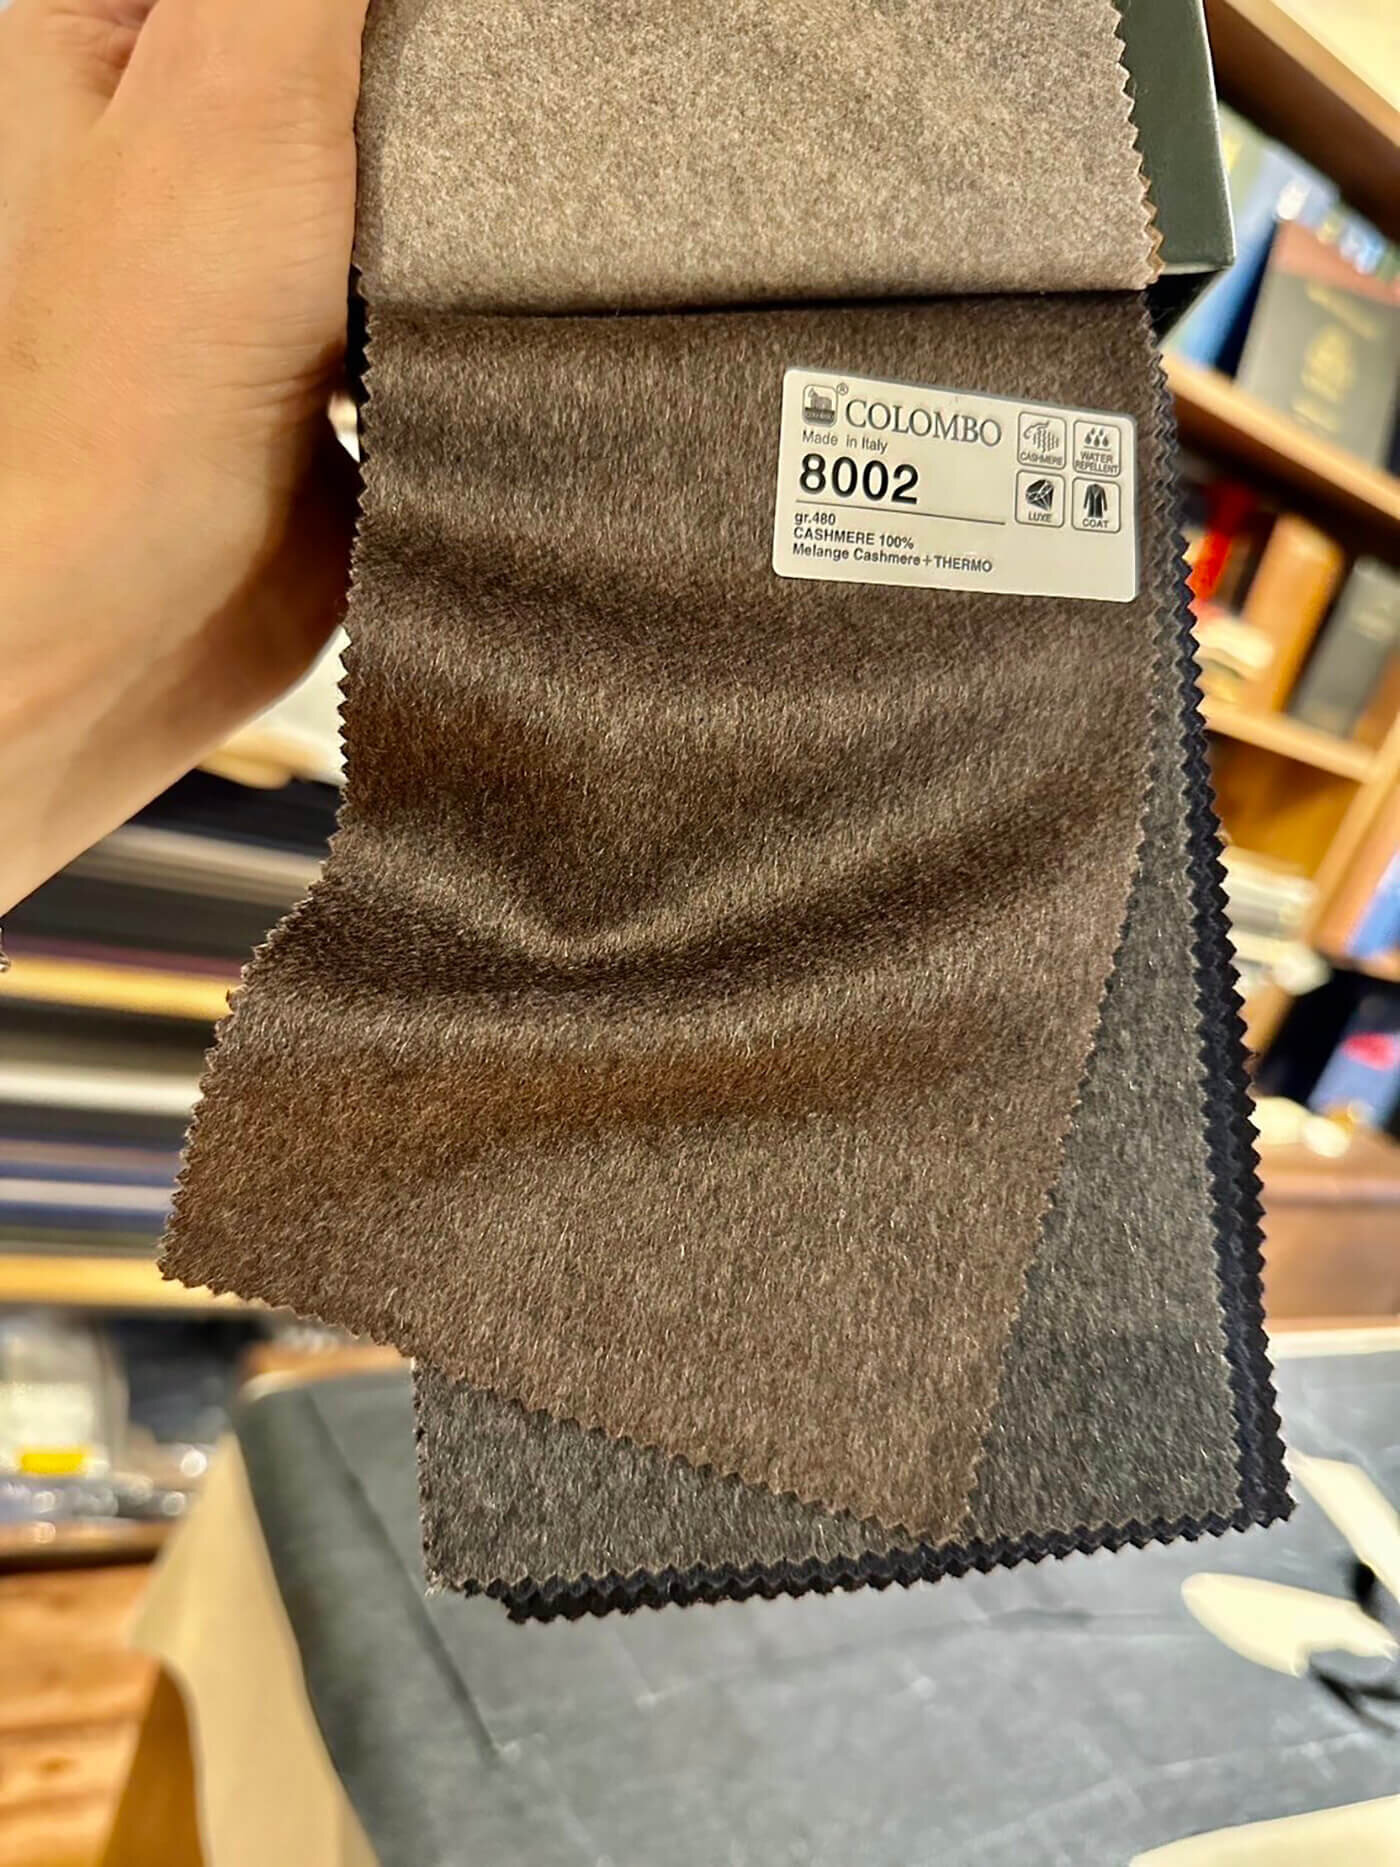 COLOMBO
Made in Italy
8002
gr.480
CASHMERE 100%
Melange Cashmere+THERMO
CASHMERE
WATER
REPELLENT
LUXE
COAT